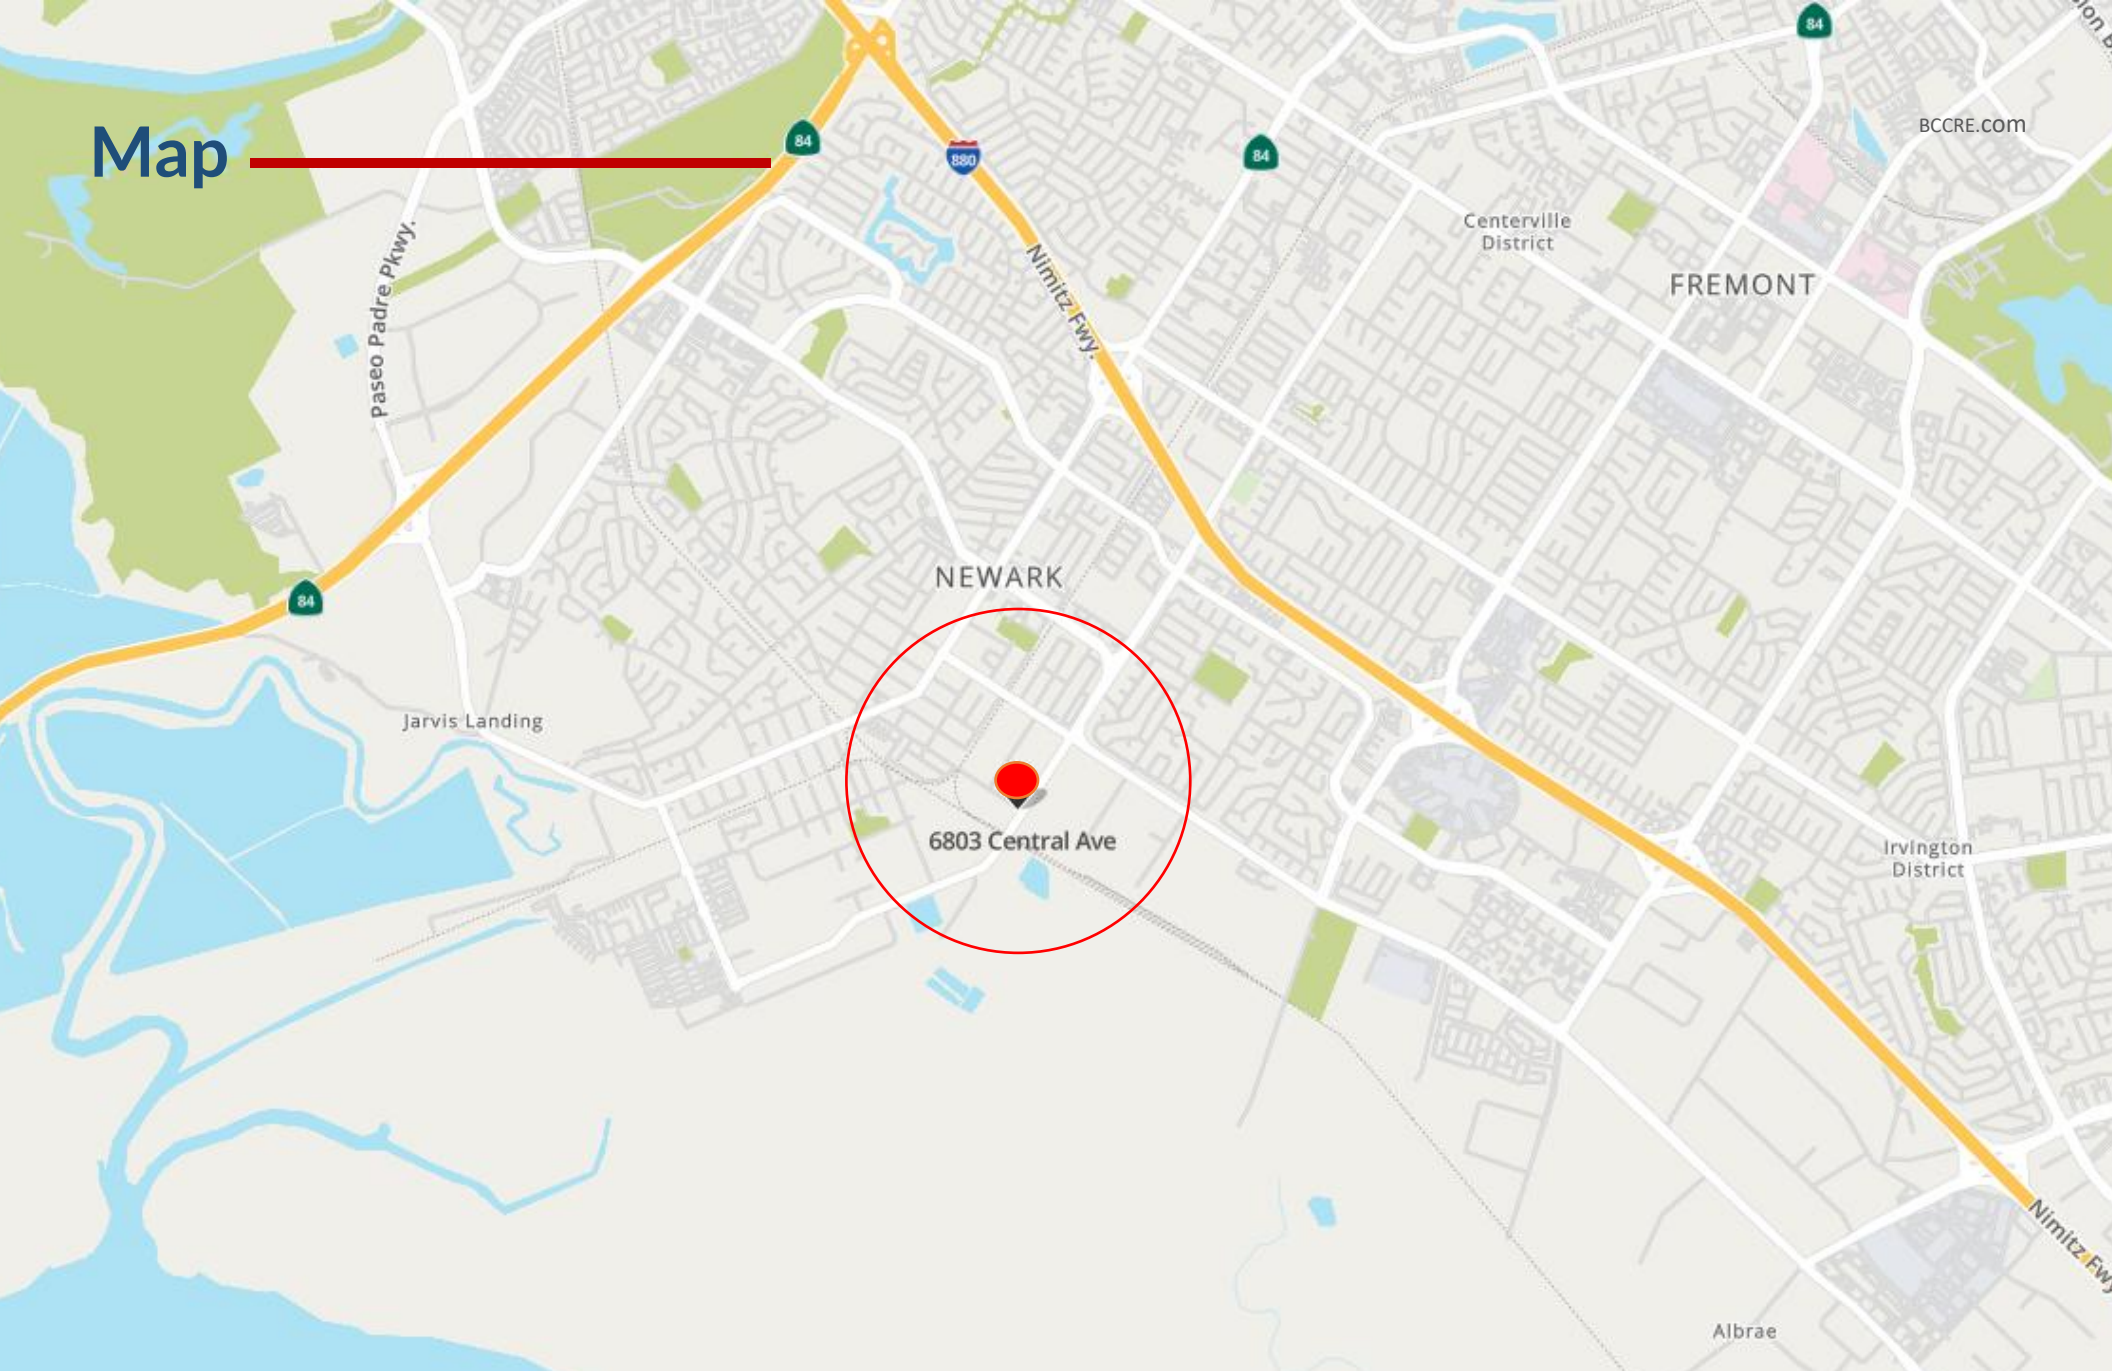 84
ion B
84
BCCRE.com
Map
880
84
Centerville
District
Nimitz Fwy.
FREMONT
Paseo Padre Pkwy.
NEWARK
84
Jarvis Landing
6803 Central Ave
Irvington
District
Nimitz Fwy
Albrae